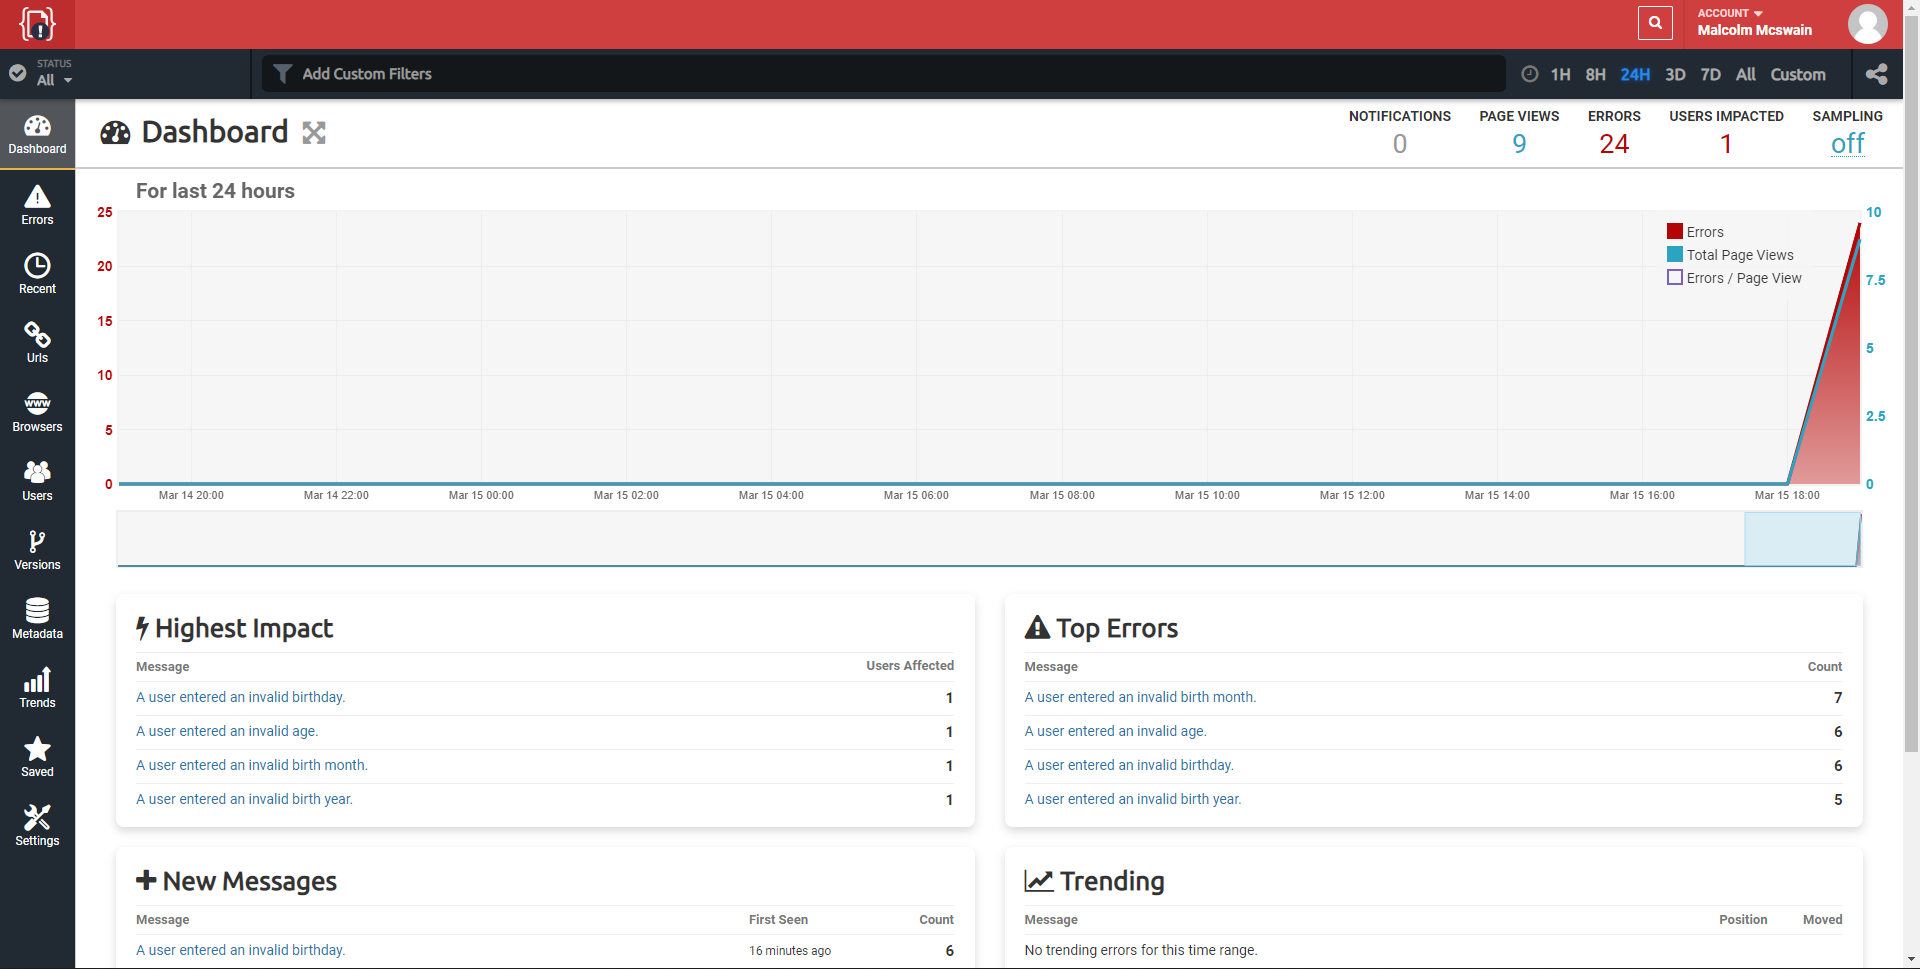 ACCOUNT
Malcolm Mcswain
STATUS
All
Add Custom Filters
1H 8H 24H 3D 7D All Custom
Dashboard
Errors
Recent
Urls
www
Browsers
Users
Versions
Metadata
Trends
Saved
Settings
Dashboard
NOTIFICATIONS
0
PAGE VIEWS
9
ERRORS
24
USERS IMPACTED
1
SAMPLING
off
For last 24 hours
25
20
15
10
5
0
10
7.5
5
2.5
0
Errors
Total Page Views
Errors / Page View
Mar 14 20:00 Mar 14 22:00 Mar 15 00:00 Mar 15 02:00 Mar 15 04:00 Mar 15 06:00 Mar 15 08:00 Mar 15 10:00 Mar 15 12:00 Mar 15 14:00 Mar 15 16:00 Mar 15 18:00
Highest Impact
Message Users Affected
A user entered an invalid birthday. 1
A user entered an invalid age. 1
A user entered an invalid birth month. 1
A user entered an invalid birth year. 1
Top Errors
Message Count
A user entered an invalid birth month. 7
A user entered an invalid age. 6
A user entered an invalid birthday. 6
A user entered an invalid birth year. 5
New Messages
Message First Seen Count
A user entered an invalid birthday. 16 minutes ago 6
Trending
Message Position Moved
No trending errors for this time range.